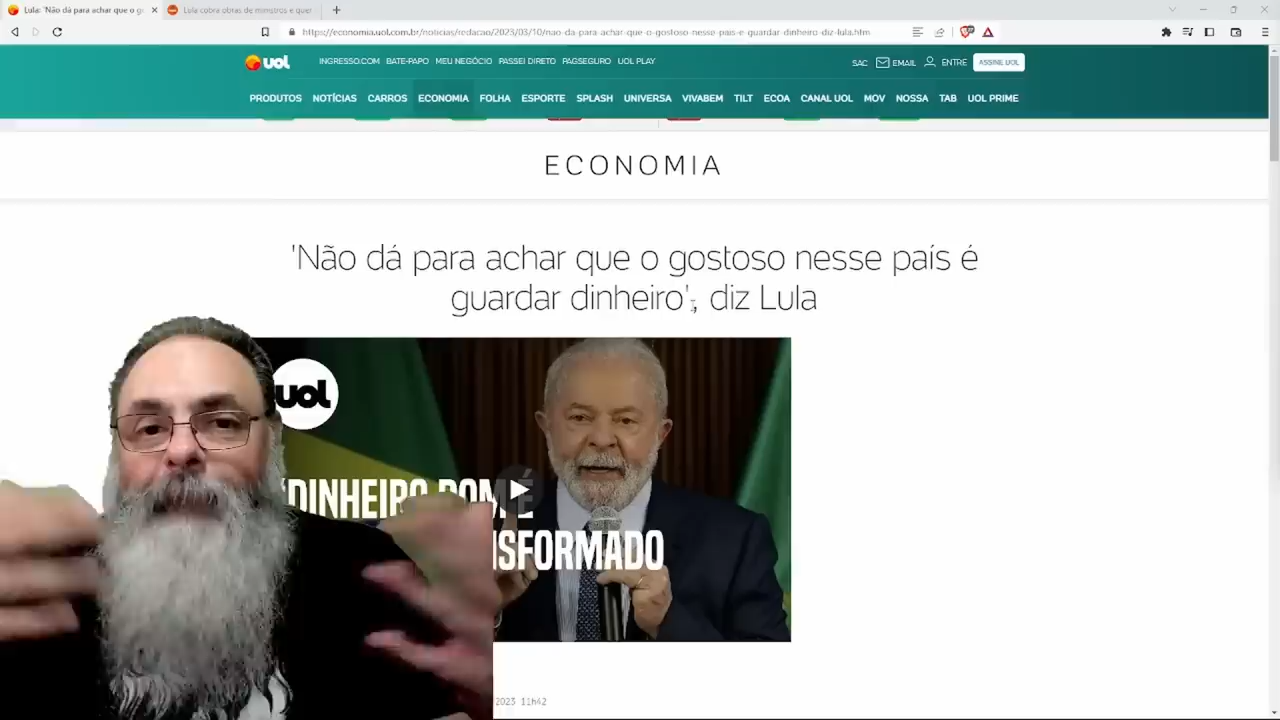 Lula: 'Não dá para achar que o g
Lula cobra obras de ministros e quer
https://economia.uol.com.br/noticias/redacao/2023/03/10/nao-da-para-achar-que-o-gostoso-nesse-pais-e-guardar-dinheiro-diz-lula.htm
UOL INGRESSO.COM BATE-PAPO MEU NEGÓCIO PASSEI DIRETO PAGSEGURO UOL PLAY SAC EMAIL ENTRE ASSINE UOL
PRODUTOS NOTÍCIAS CARROS ECONOMIA FOLHA ESPORTE SPLASH UNIVERSA VIVABEM TILT ECOA CANAL UOL MOV NOSSA TAB UOL PRIME
ECONOMIA
'Não dá para achar que o gostoso nesse país é
guardar dinheiro', diz Lula
uol
"DINHEIRO BOM É
NSFORMADO
2023 11h42